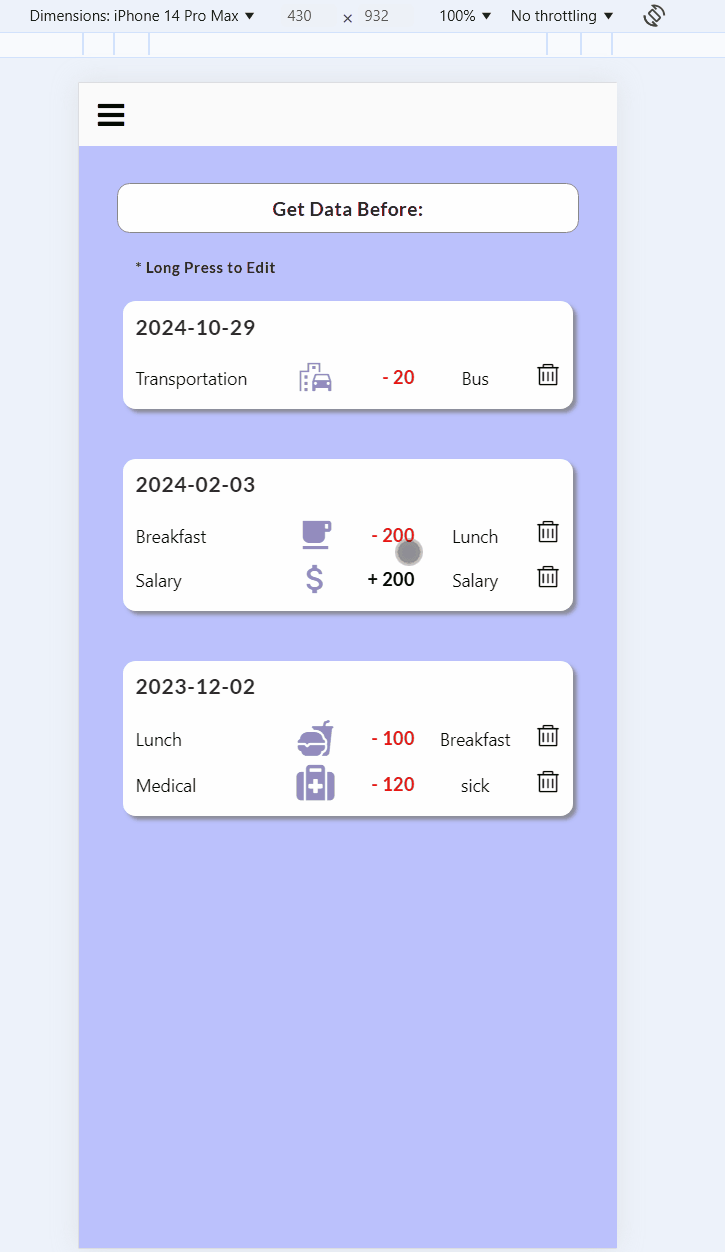 Dimensions: iPhone 14 Pro Max ▼ 430 × 932 100% ▼ No throttling ▼
Get Data Before:
* Long Press to Edit
2024-10-29
Transportation - 20 Bus
2024-02-03
Breakfast - 200 Lunch
Salary $ + 200 Salary
2023-12-02
Lunch - 100 Breakfast
Medical - 120 sick